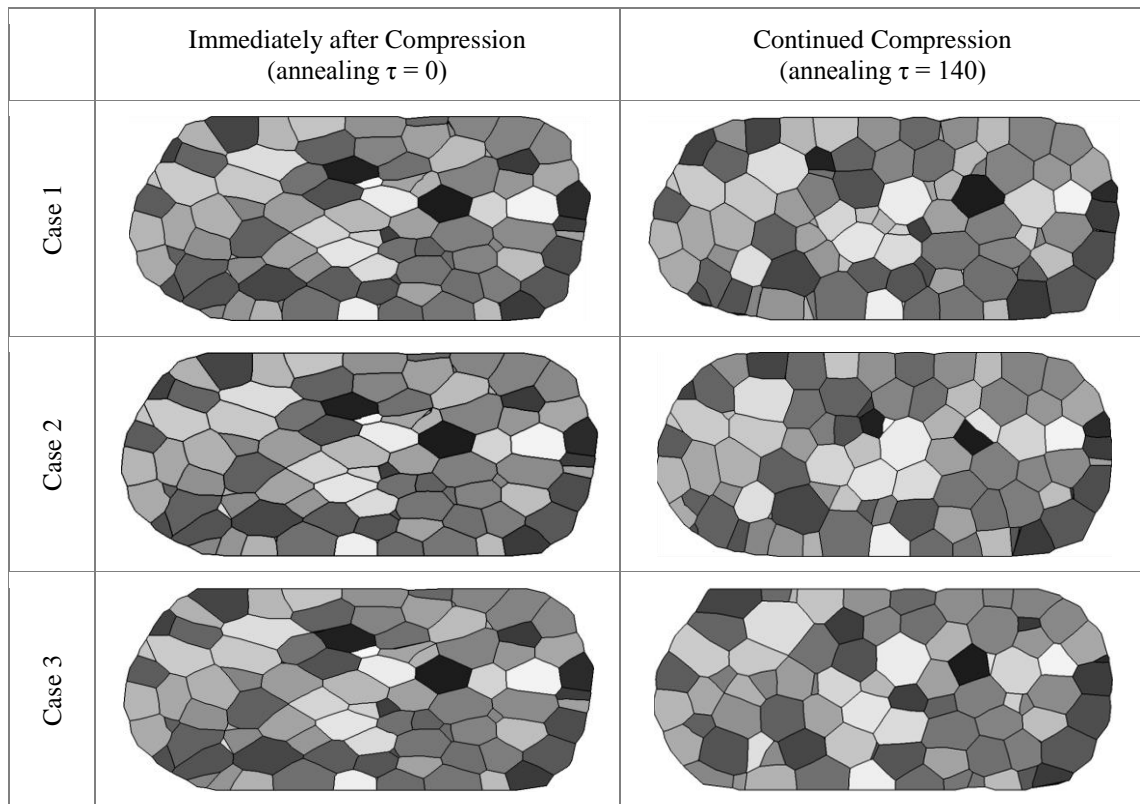 Immediately after Compression
(annealing τ = 0)
Continued Compression
(annealing τ = 140)
Case 1
Case 2
Case 3